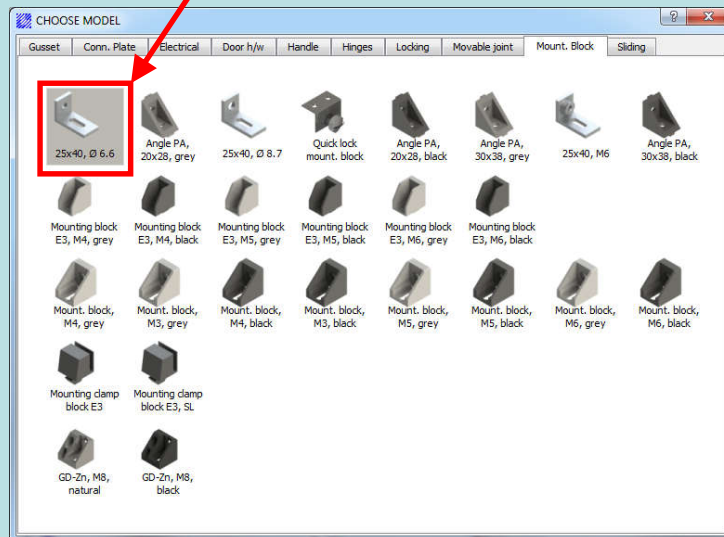 CHOOSE MODEL
Gusset Conn. Plate Electrical Door h/w Handle Hinges Locking Movable joint Mount. Block Sliding
25x40, Ø 6.6
Angle PA,
20x28, grey
25x40, Ø 8.7
Quick lock
mount. block
Angle PA,
20x28, black
Angle PA,
30x38, grey
25x40, M6
Angle PA,
30x38, black
Mounting block
E3, M4, grey
Mounting block
E3, M4, black
Mounting block
E3, M5, grey
Mounting block
E3, M5, black
Mounting block
E3, M6, grey
Mounting block
E3, M6, black
Mount. block,
M4, grey
Mount. block,
M3, grey
Mount. block,
M4, black
Mount. block,
M3, black
Mount. block,
M5, grey
Mount. block,
M5, black
Mount. block,
M6, grey
Mount. block,
M6, black
Mounting clamp
block E3
Mounting clamp
block E3, SL
GD-Zn, M8,
natural
GD-Zn, M8,
black